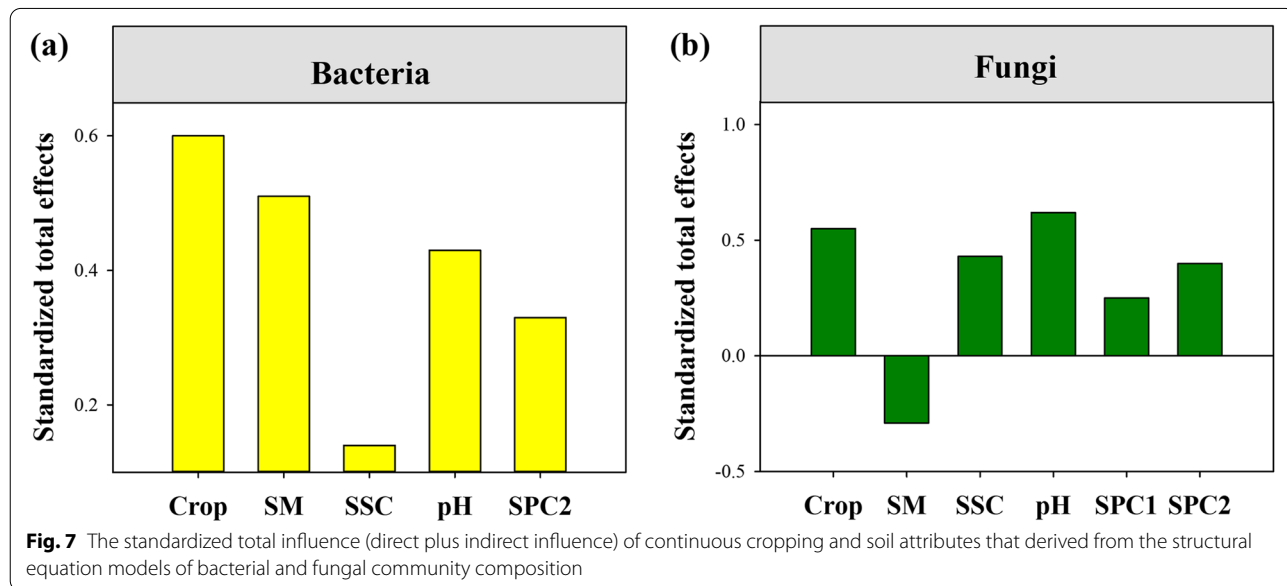 (a)
Bacteria
Standardized total effects
0.6
0.4
0.2
Crop SM SSC pH SPC2
(b)
Fungi
Standardized total effects
1.0
0.5
0.0
-0.5
Crop SM SSC pH SPC1 SPC2
Fig. 7 The standardized total influence (direct plus indirect influence) of continuous cropping and soil attributes that derived from the structural
equation models of bacterial and fungal community composition